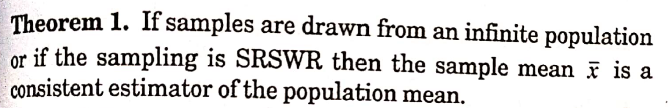 Theorem 1. If samples are drawn from an infinite population
or if the sampling is SRSWR then the sample mean x̄ is a
consistent estimator of the population mean.